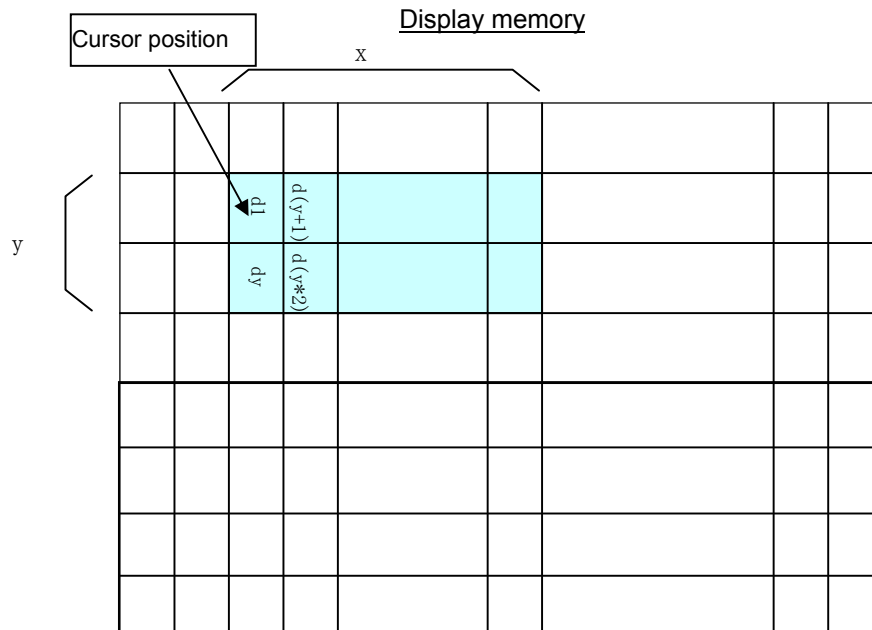 Display memory
Cursor position
x
y
d1
d(y+1)
dy
d(y*2)